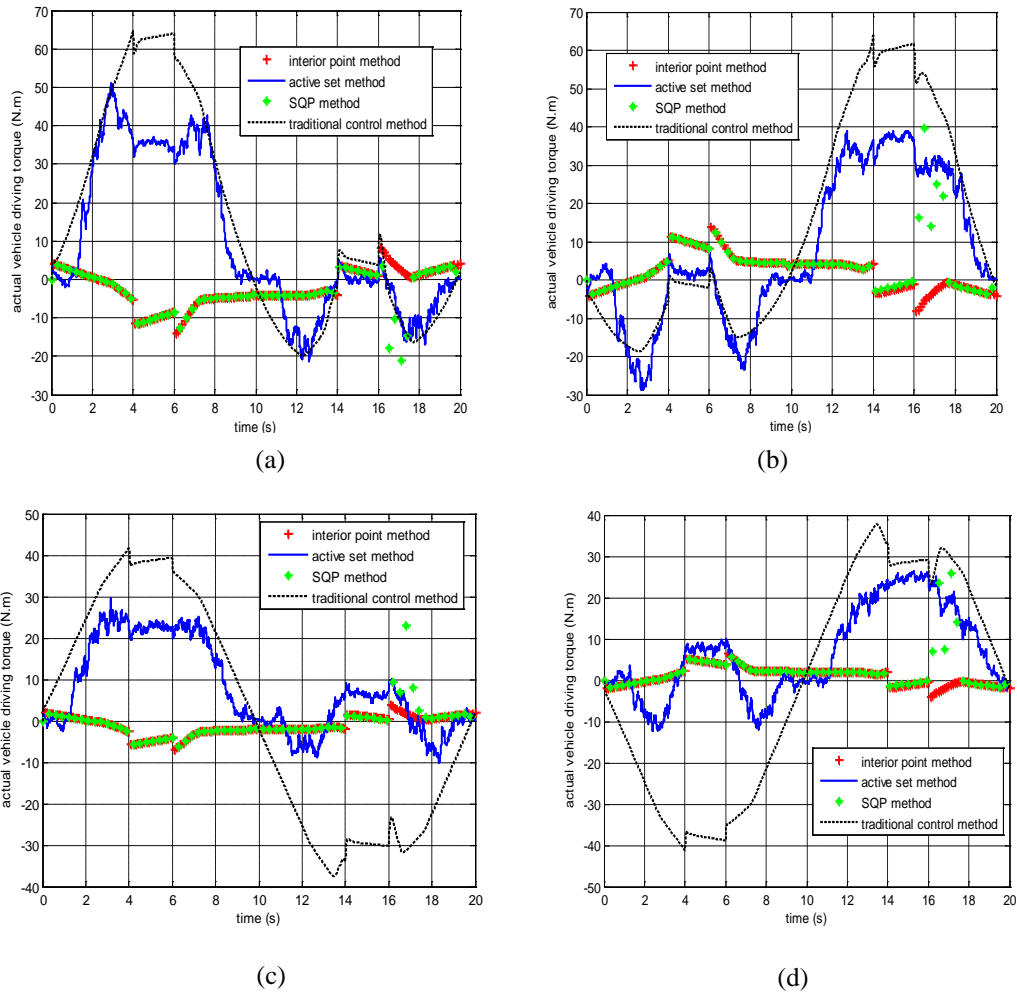 actual vehicle driving torque (N.m)
70
60
50
40
30
20
10
0
-10
-20
-30
0 2 4 6 8 10 12 14 16 18 20
time (s)
interior point method
active set method
SQP method
traditional control method
(a)
actual vehicle driving torque (N.m)
70
60
50
40
30
20
10
0
-10
-20
-30
0 2 4 6 8 10 12 14 16 18 20
time (s)
interior point method
active set method
SQP method
traditional control method
(b)
actual vehicle driving torque (N.m)
50
40
30
20
10
0
-10
-20
-30
-40
0 2 4 6 8 10 12 14 16 18 20
time (s)
interior point method
active set method
SQP method
traditional control method
(c)
actual vehicle driving torque (N.m)
40
30
20
10
0
-10
-20
-30
-40
-50
0 2 4 6 8 10 12 14 16 18 20
time (s)
interior point method
active set method
SQP method
traditional control method
(d)